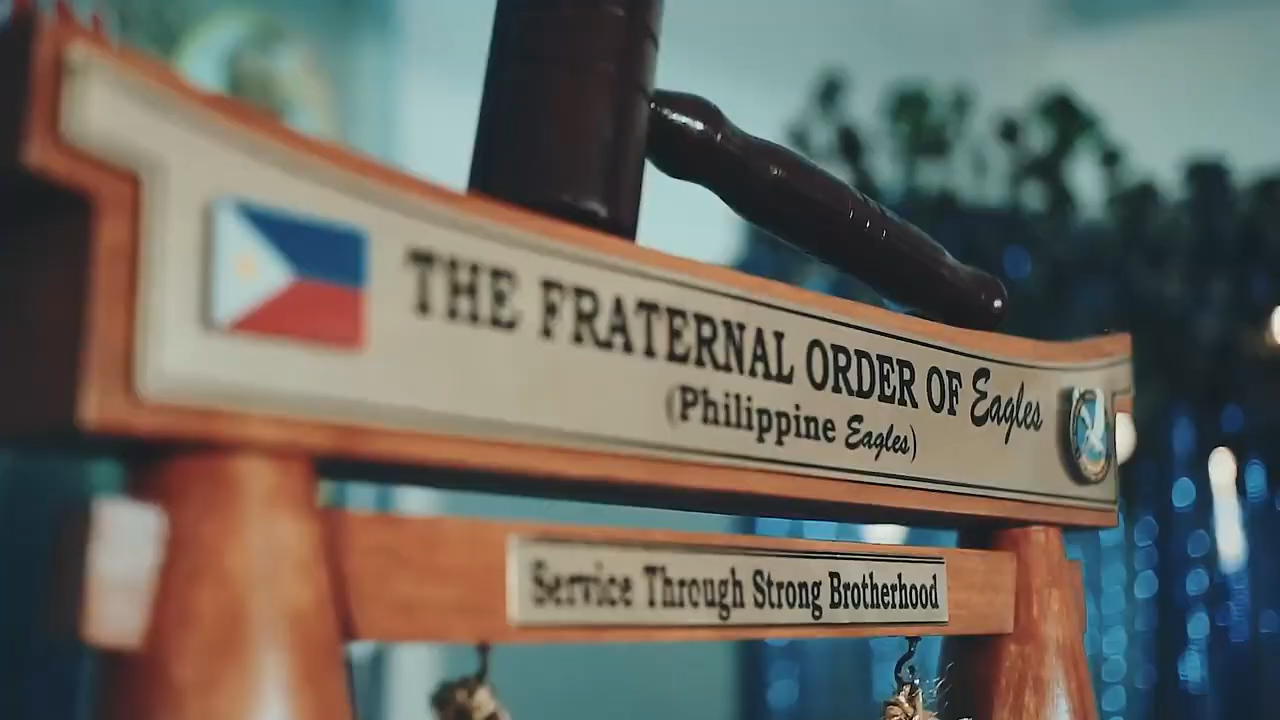 THE FRATERNAL ORDER OF Eagles
(Philippine Eagles)
Service Through Strong Brotherhood